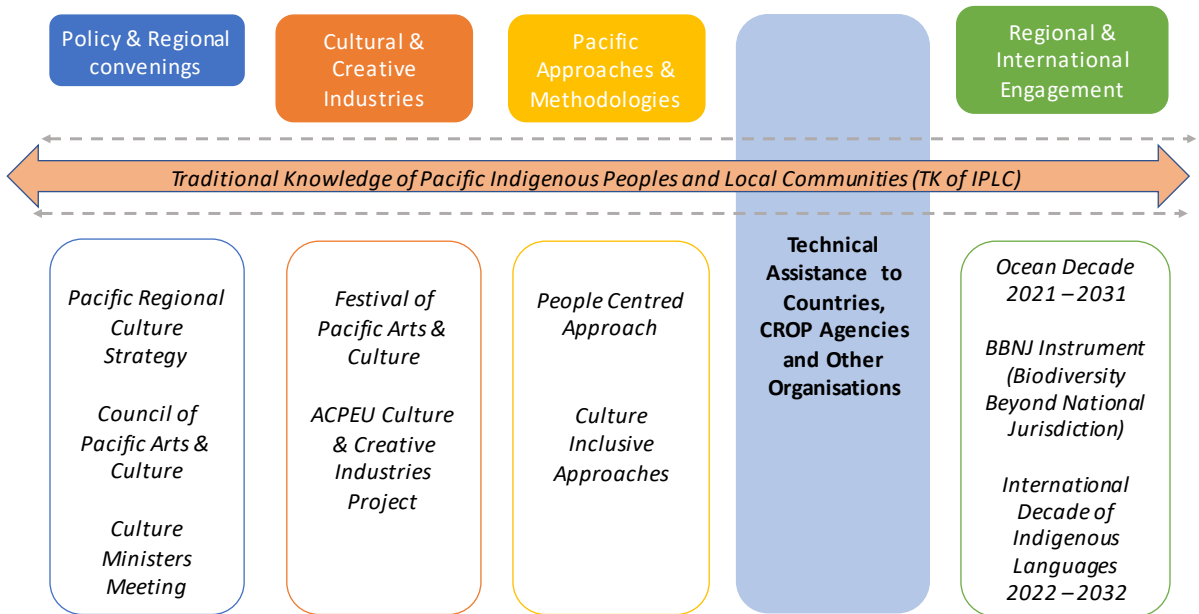 Policy & Regional
convenings
Cultural &
Creative
Industries
Pacific
Approaches &
Methodologies
Regional &
International
Engagement
Traditional Knowledge of Pacific Indigenous Peoples and Local Communities (TK of IPLC)
Pacific Regional
Culture
Strategy
Council of
Pacific Arts &
Culture
Culture
Ministers
Meeting
Festival of
Pacific Arts &
Culture
ACPEU Culture
& Creative
Industries
Project
People Centred
Approach
Culture
Inclusive
Approaches
Technical
Assistance to
Countries,
CROP Agencies
and Other
Organisations
Ocean Decade
2021 – 2031
BBNJ Instrument
(Biodiversity
Beyond National
Jurisdiction)
International
Decade of
Indigenous
Languages
2022 – 2032